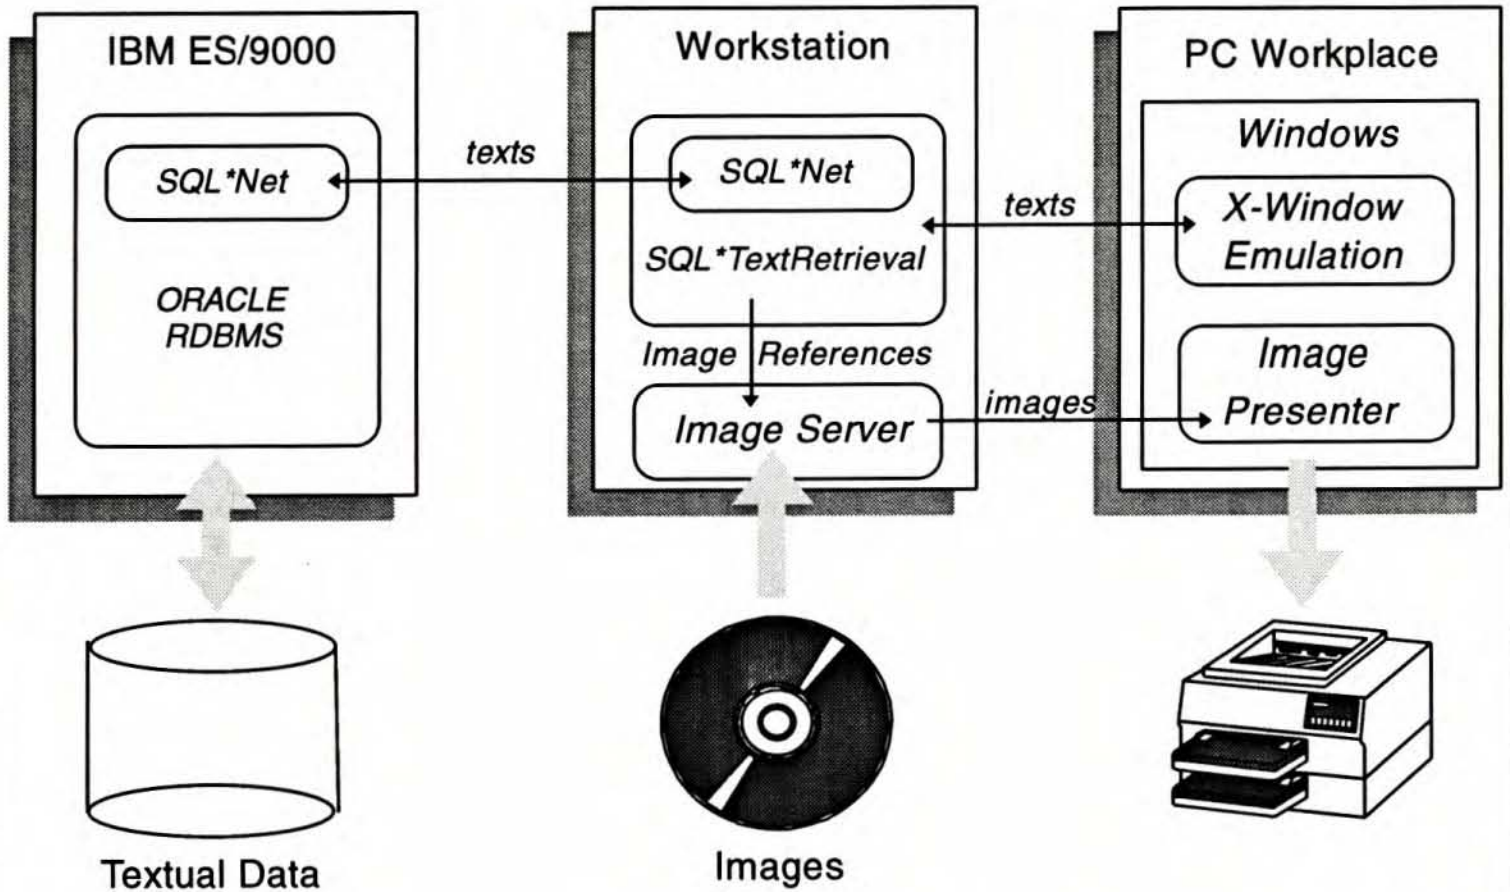 IBM ES/9000
SQL*Net
ORACLE
RDBMS
Textual Data
texts
Workstation
SQL*Net
SQL*TextRetrieval
Image References
Image Server
Images
texts
images
PC Workplace
Windows
X-Window
Emulation
Image
Presenter